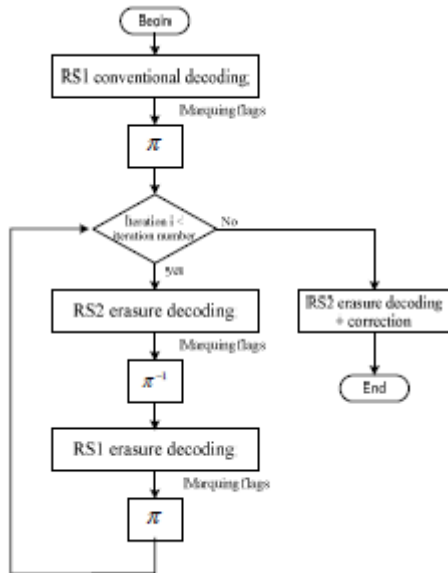 Begin
RS1 conventional decoding
Marquing flags
π
Iteration i <
iteration number
No
yes
RS2 erasure decoding
RS2 erasure decoding
+ correction
Marquing flags
π⁻¹
End
RS1 erasure decoding
Marquing flags
π